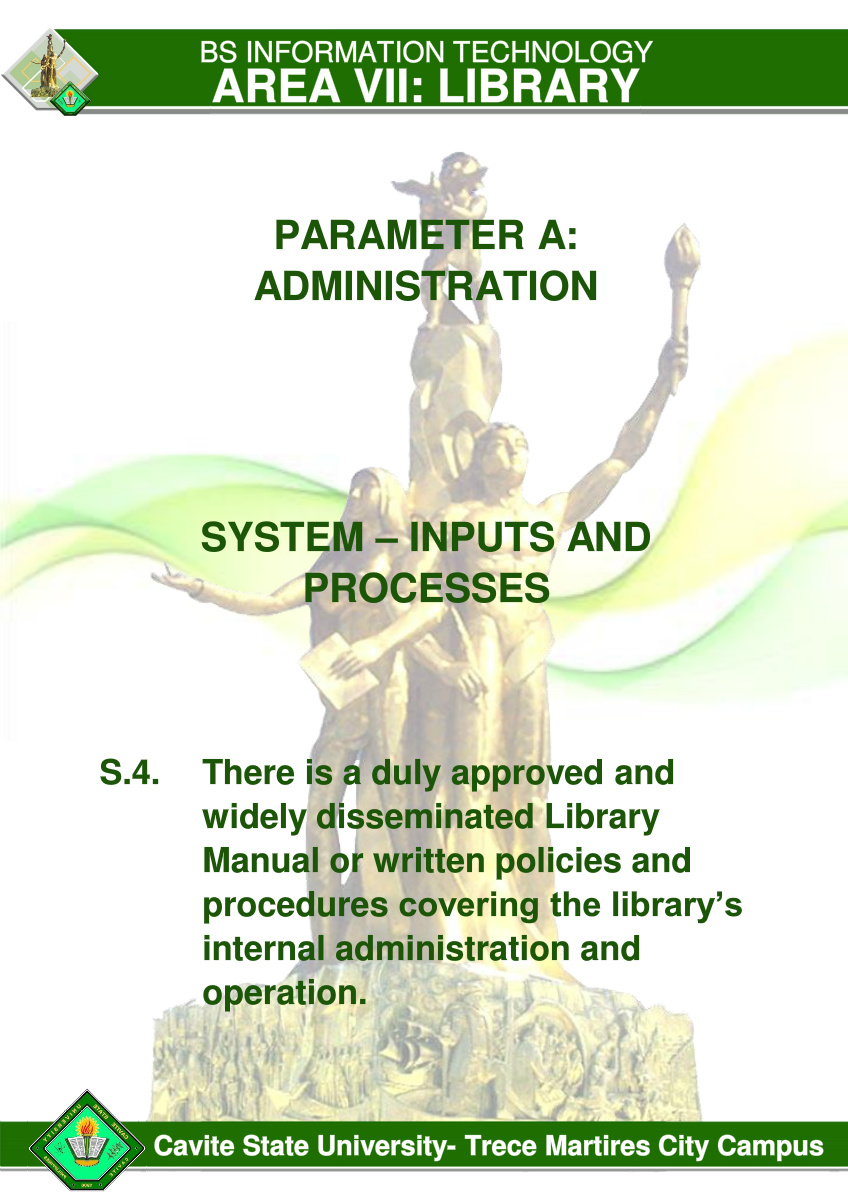 BS INFORMATION TECHNOLOGY
AREA VII: LIBRARY
PARAMETER A:
ADMINISTRATION
SYSTEM – INPUTS AND
PROCESSES
S.4. There is a duly approved and
widely disseminated Library
Manual or written policies and
procedures covering the library’s
internal administration and
operation.
Cavite State University- Trece Martires City Campus